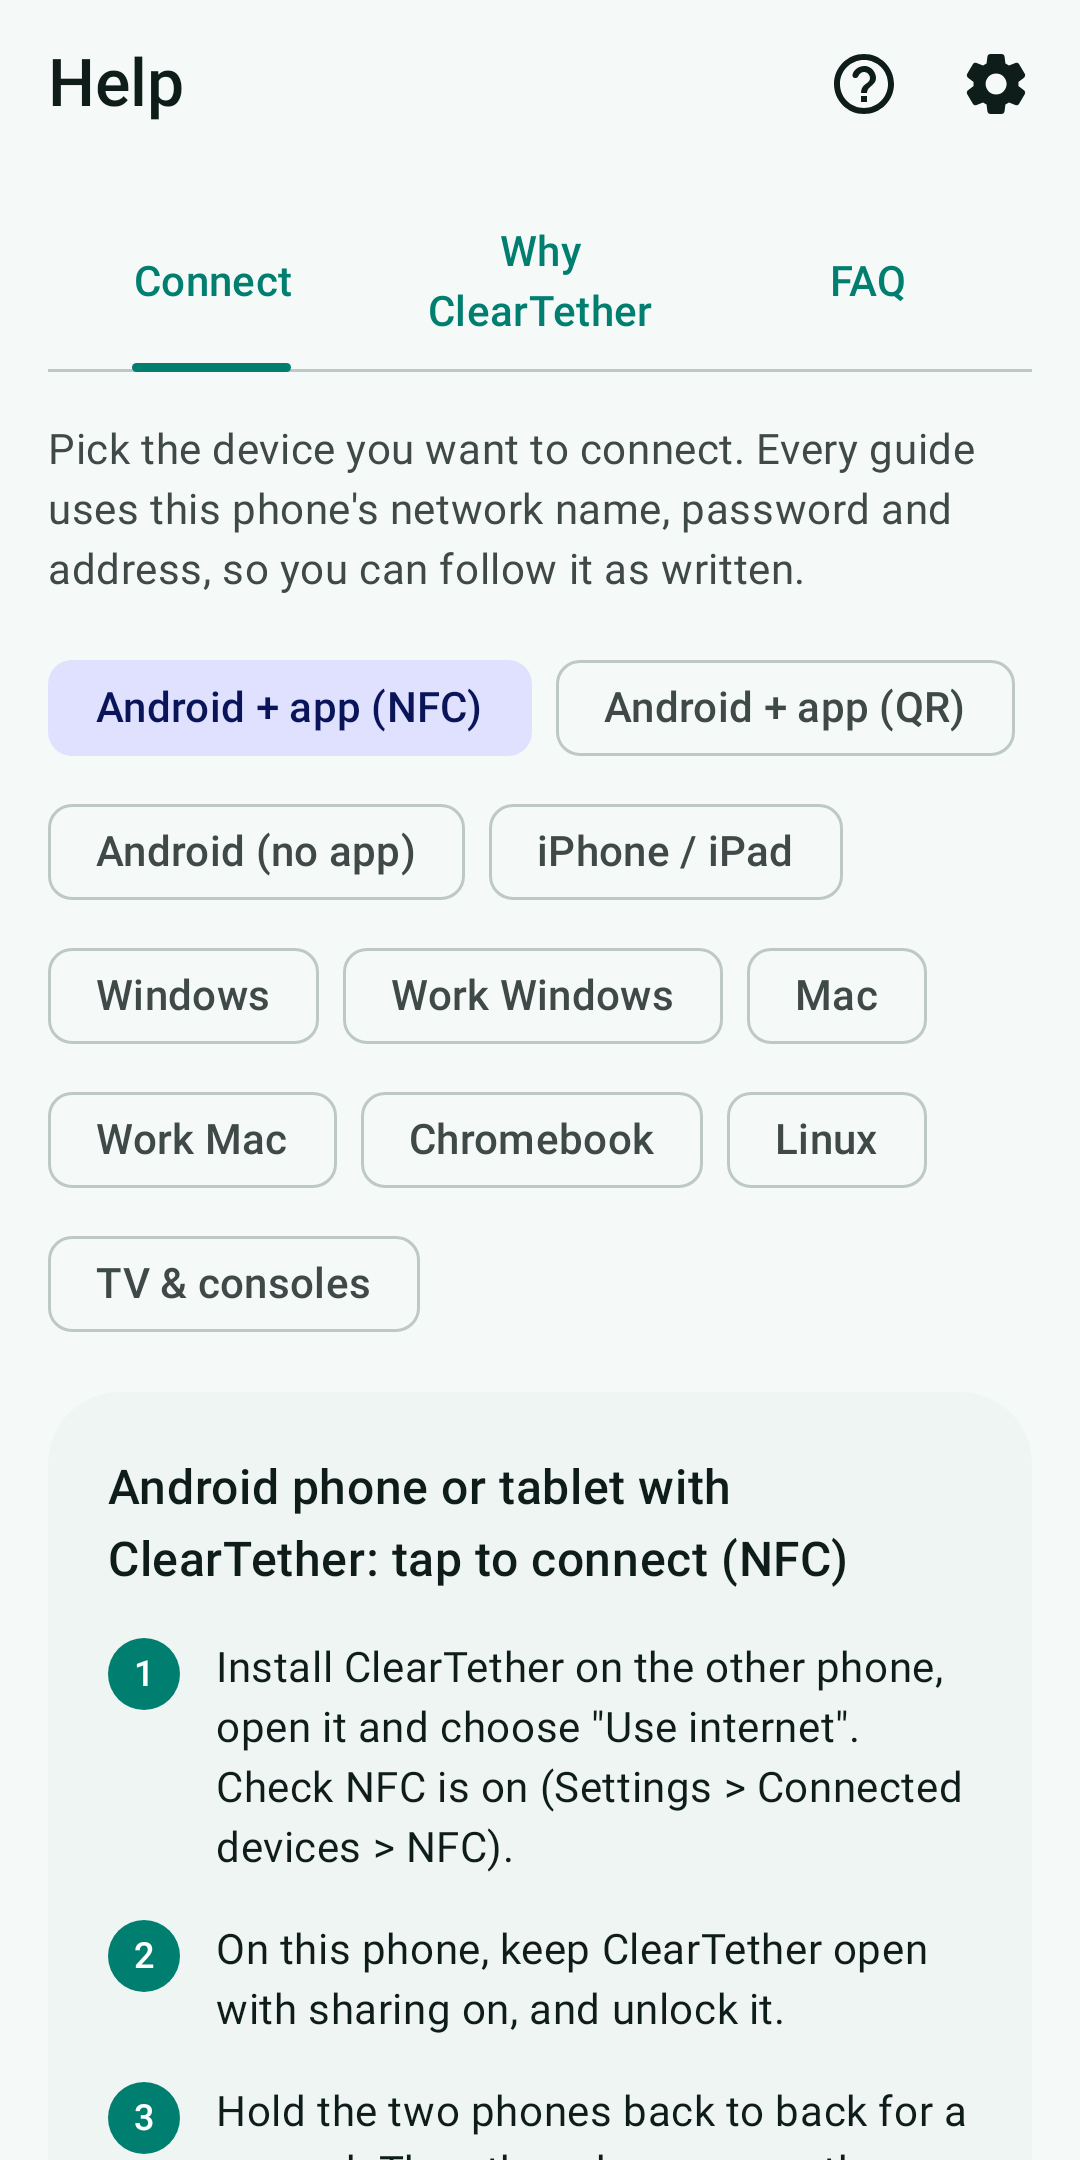 Help
Connect
Why
ClearTether
FAQ
Pick the device you want to connect. Every guide
uses this phone's network name, password and
address, so you can follow it as written.
Android + app (NFC)
Android + app (QR)
Android (no app)
iPhone / iPad
Windows
Work Windows
Mac
Work Mac
Chromebook
Linux
TV & consoles
Android phone or tablet with
ClearTether: tap to connect (NFC)
1
Install ClearTether on the other phone,
open it and choose "Use internet".
Check NFC is on (Settings > Connected
devices > NFC).
2
On this phone, keep ClearTether open
with sharing on, and unlock it.
3
Hold the two phones back to back for a